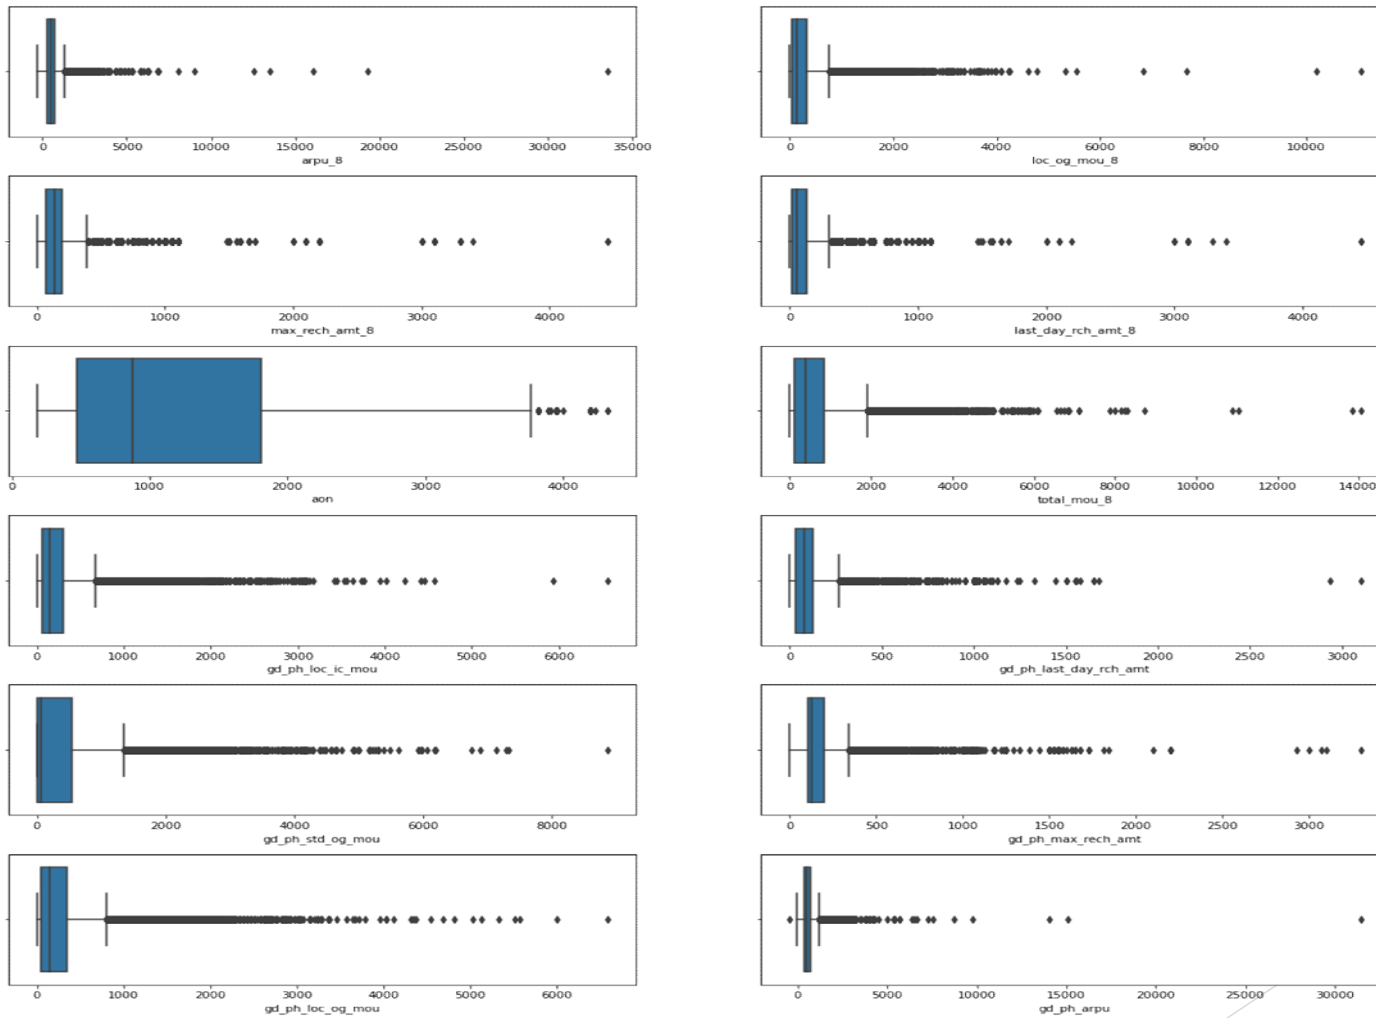 0 5000 10000 15000 20000 25000 30000 35000
arpu_8
0 2000 4000 6000 8000 10000
loc_og_mou_8
0 1000 2000 3000 4000
max_rech_amt_8
0 1000 2000 3000 4000
last_day_rch_amt_8
0 1000 2000 3000 4000
aon
0 2000 4000 6000 8000 10000 12000 14000
total_mou_8
0 1000 2000 3000 4000 5000 6000
gd_ph_loc_ic_mou
0 500 1000 1500 2000 2500 3000
gd_ph_last_day_rch_amt
0 2000 4000 6000 8000
gd_ph_std_og_mou
0 500 1000 1500 2000 2500 3000
gd_ph_max_rech_amt
0 1000 2000 3000 4000 5000 6000
gd_ph_loc_og_mou
0 5000 10000 15000 20000 25000 30000
gd_ph_arpu